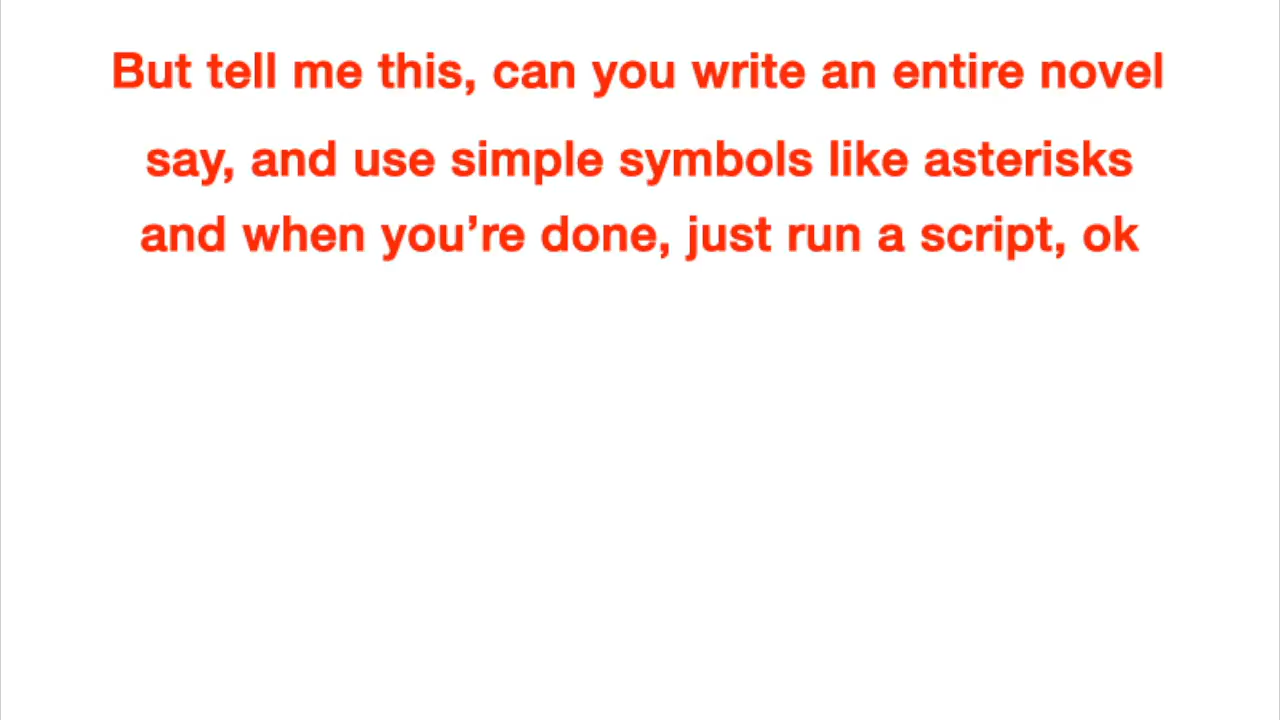 But tell me this, can you write an entire novel
say, and use simple symbols like asterisks
and when you’re done, just run a script, ok